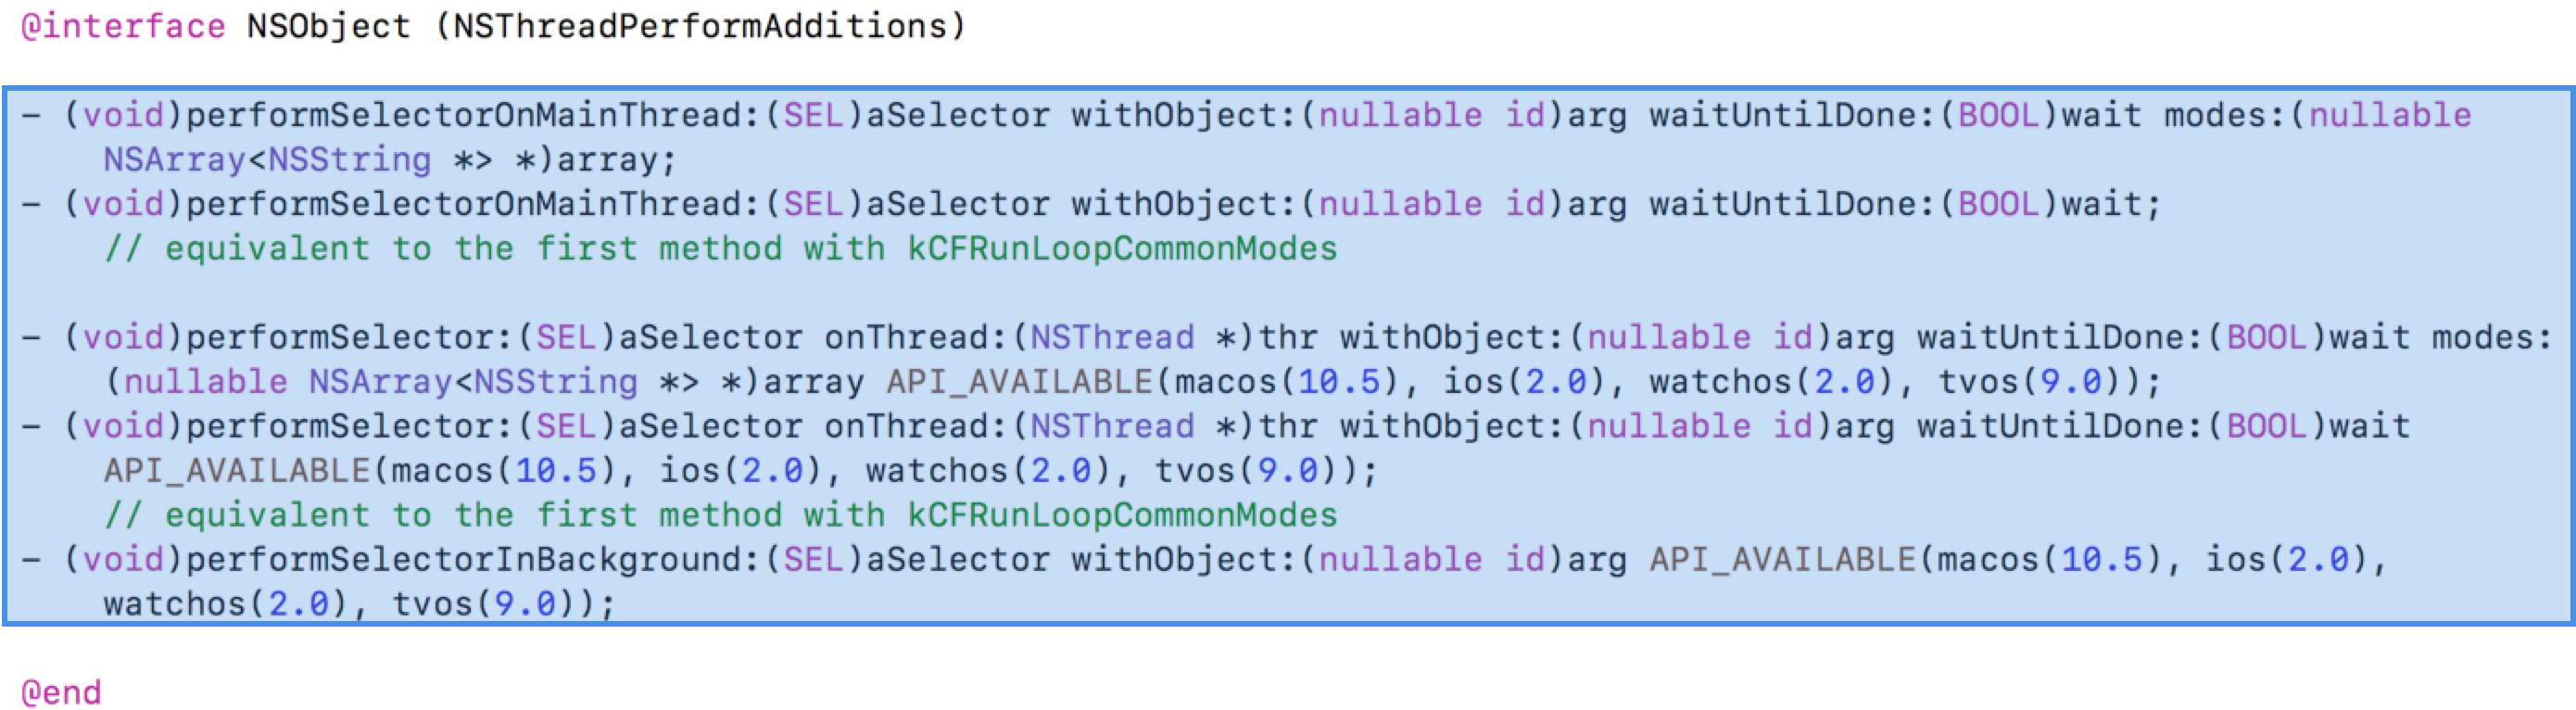 @interface NSObject (NSThreadPerformAdditions)
- (void)performSelectorOnMainThread:(SEL)aSelector withObject:(nullable id)arg waitUntilDone:(BOOL)wait modes:(nullable
NSArray<NSString *> *)array;
- (void)performSelectorOnMainThread:(SEL)aSelector withObject:(nullable id)arg waitUntilDone:(BOOL)wait;
// equivalent to the first method with kCFRunLoopCommonModes
- (void)performSelector:(SEL)aSelector onThread:(NSThread *)thr withObject:(nullable id)arg waitUntilDone:(BOOL)wait modes:
(nullable NSArray<NSString *> *)array API_AVAILABLE(macos(10.5), ios(2.0), watchos(2.0), tvos(9.0));
- (void)performSelector:(SEL)aSelector onThread:(NSThread *)thr withObject:(nullable id)arg waitUntilDone:(BOOL)wait
API_AVAILABLE(macos(10.5), ios(2.0), watchos(2.0), tvos(9.0));
// equivalent to the first method with kCFRunLoopCommonModes
- (void)performSelectorInBackground:(SEL)aSelector withObject:(nullable id)arg API_AVAILABLE(macos(10.5), ios(2.0),
watchos(2.0), tvos(9.0));
@end